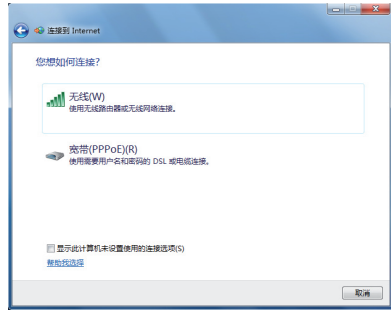 连接到 Internet
您想如何连接?
无线(W)
使用无线路由器或无线网络连接。
宽带(PPPoE)(R)
使用需要用户名和密码的 DSL 或电缆连接。
显示此计算机未设置使用的连接选项(S)
帮助我选择
取消